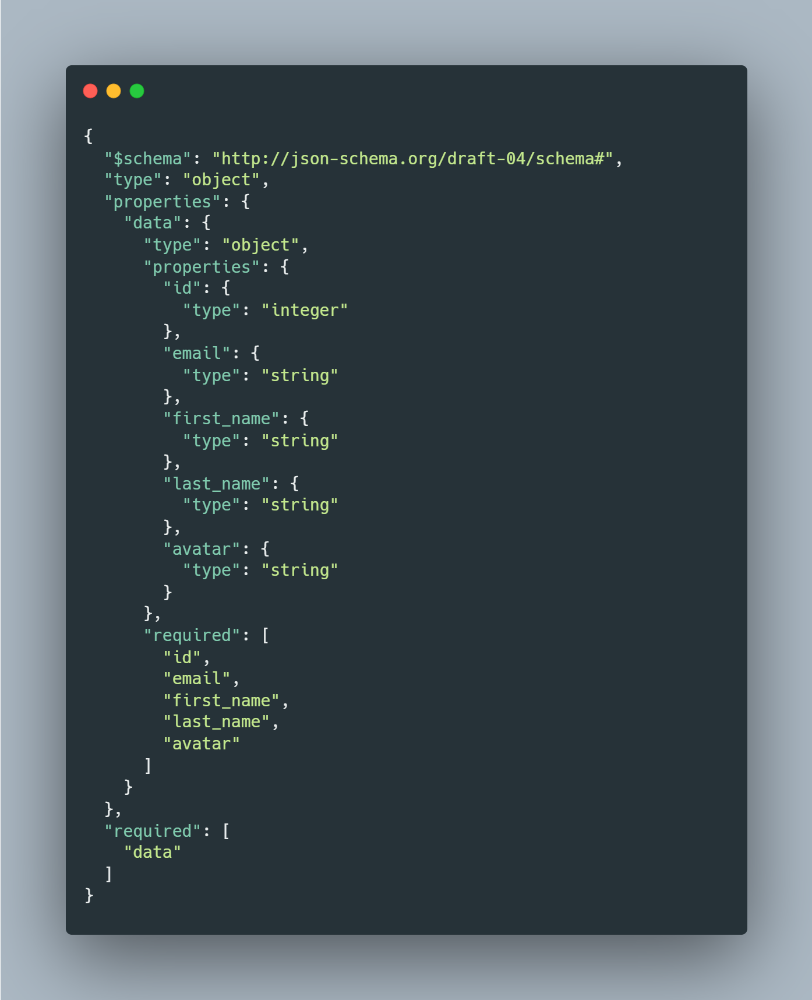 {
  "$schema": "http://json-schema.org/draft-04/schema#",
  "type": "object",
  "properties": {
    "data": {
      "type": "object",
      "properties": {
        "id": {
          "type": "integer"
        },
        "email": {
          "type": "string"
        },
        "first_name": {
          "type": "string"
        },
        "last_name": {
          "type": "string"
        },
        "avatar": {
          "type": "string"
        }
      },
      "required": [
        "id",
        "email",
        "first_name",
        "last_name",
        "avatar"
      ]
    }
  },
  "required": [
    "data"
  ]
}